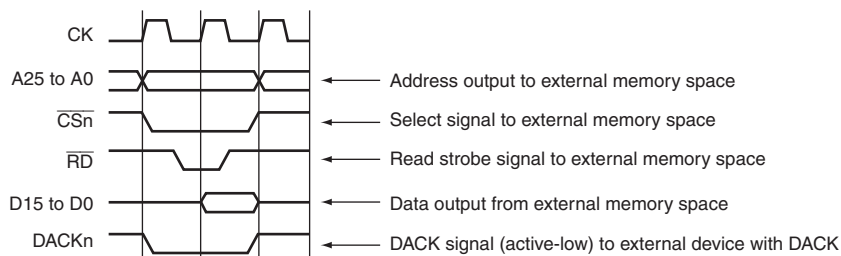 CK
A25 to A0 Address output to external memory space
CSn Select signal to external memory space
RD Read strobe signal to external memory space
D15 to D0 Data output from external memory space
DACKn DACK signal (active-low) to external device with DACK